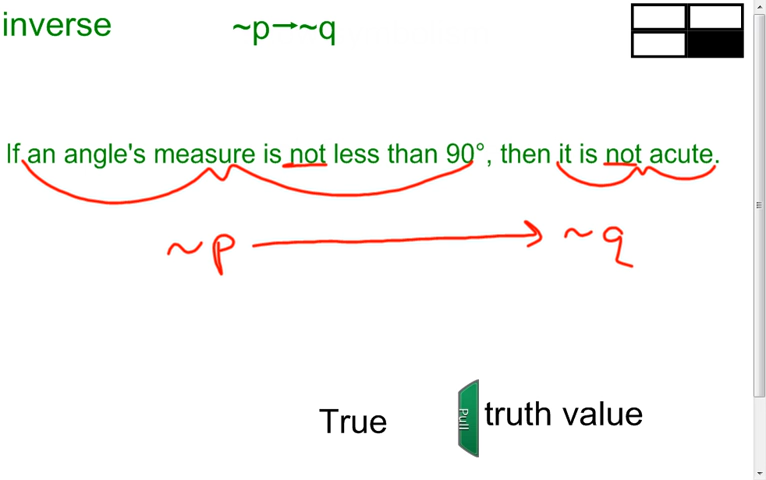 inverse ~p→~q
If an angle's measure is not less than 90°, then it is not acute.
~p → ~q
True Pull truth value